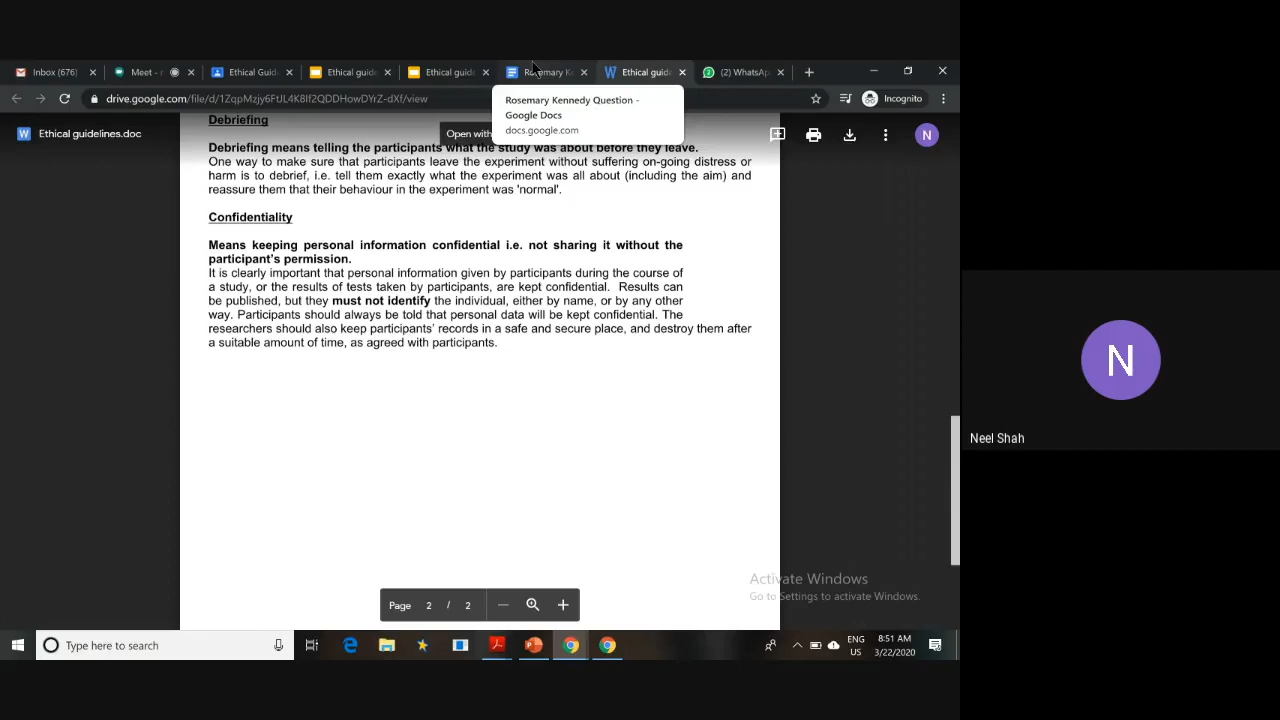 Inbox (676)
Meet - r
Ethical Guid
Ethical guide
Ethical guide
Rosemary Ke
Ethical guide
(2) WhatsAp
drive.google.com/file/d/1ZqpMzjy6FtJL4K8If2QDDHowDYrZ-dXf/view
Incognito
Rosemary Kennedy Question -
Google Docs
docs.google.com
Ethical guidelines.doc
Open with
N
Debriefing
Debriefing means telling the participants what the study was about before they leave.
One way to make sure that participants leave the experiment without suffering on-going distress or
harm is to debrief, i.e. tell them exactly what the experiment was all about (including the aim) and
reassure them that their behaviour in the experiment was 'normal'.
Confidentiality
Means keeping personal information confidential i.e. not sharing it without the
participant's permission.
It is clearly important that personal information given by participants during the course of
a study, or the results of tests taken by participants, are kept confidential. Results can
be published, but they must not identify the individual, either by name, or by any other
way. Participants should always be told that personal data will be kept confidential. The
researchers should also keep participants' records in a safe and secure place, and destroy them after
a suitable amount of time, as agreed with participants.
N
Neel Shah
Activate Windows
Go to Settings to activate Windows.
Page 2 / 2
Type here to search
ENG
US
8:51 AM
3/22/2020